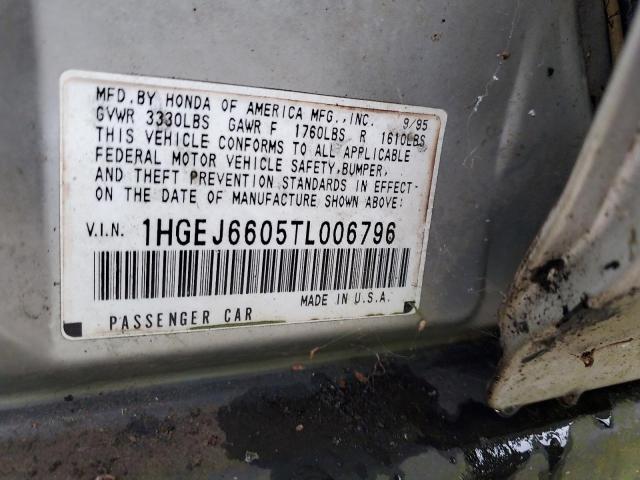 MFD. BY HONDA OF AMERICA MFG., INC. 9/95
GVWR 3330LBS GAWR F 1760LBS R 1610LBS
THIS VEHICLE CONFORMS TO ALL APPLICABLE
FEDERAL MOTOR VEHICLE SAFETY, BUMPER,
AND THEFT PREVENTION STANDARDS IN EFFECT
ON THE DATE OF MANUFACTURE SHOWN ABOVE:
V.I.N. 1HGEJ6605TL006796
MADE IN U.S.A.
PASSENGER CAR